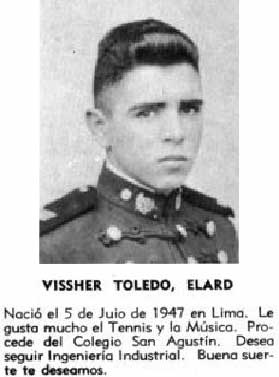 VISSHER TOLEDO, ELARD
Nació el 5 de Juio de 1947 en Lima. Le
gusta mucho el Tennis y la Música. Pro-
cede del Colegio San Agustín. Desea
seguir Ingeniería Industrial. Buena suer-
te te deseamos.